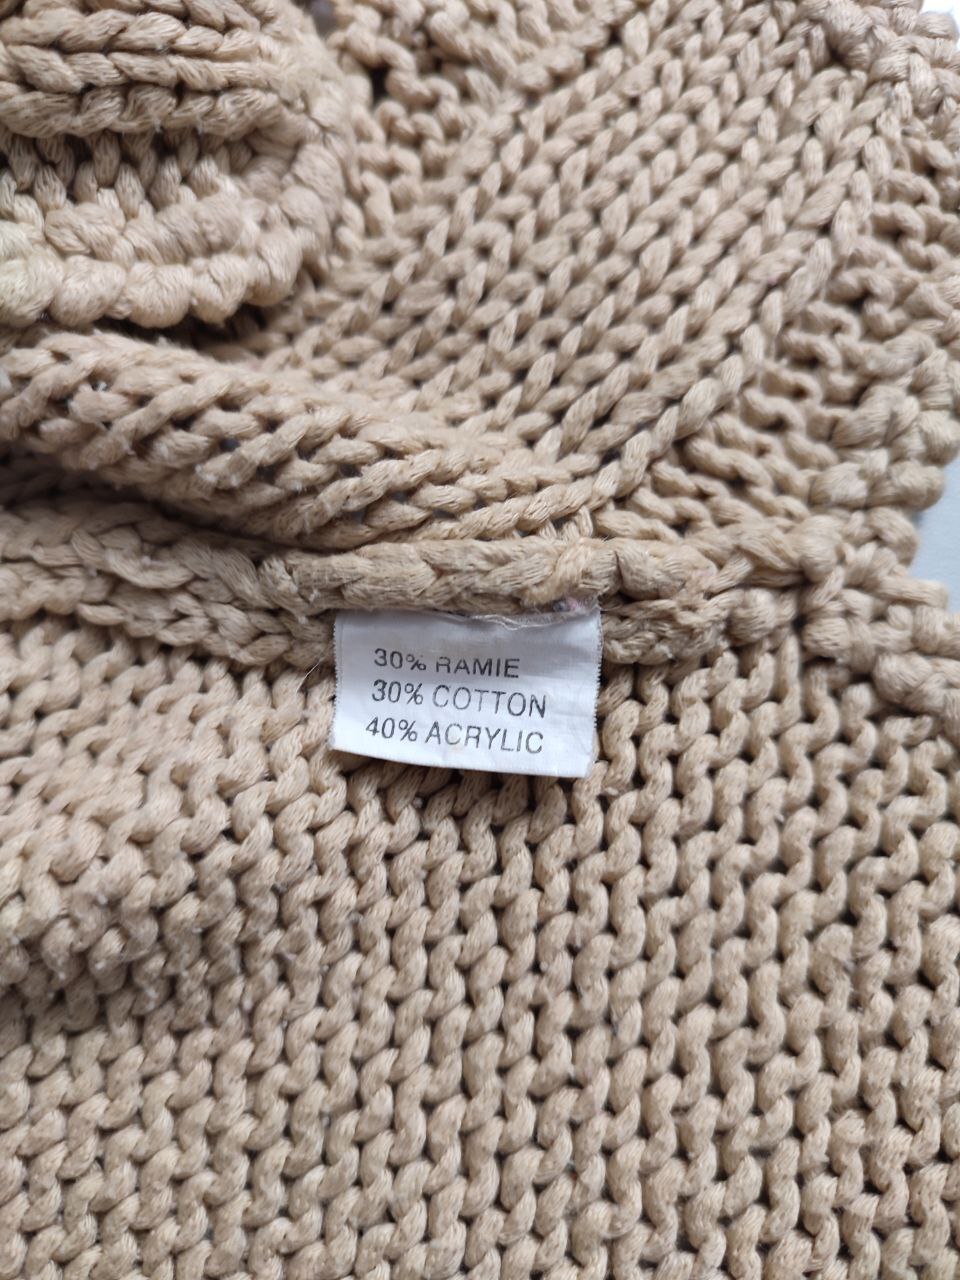 30% RAMIE
30% COTTON
40% ACRYLIC